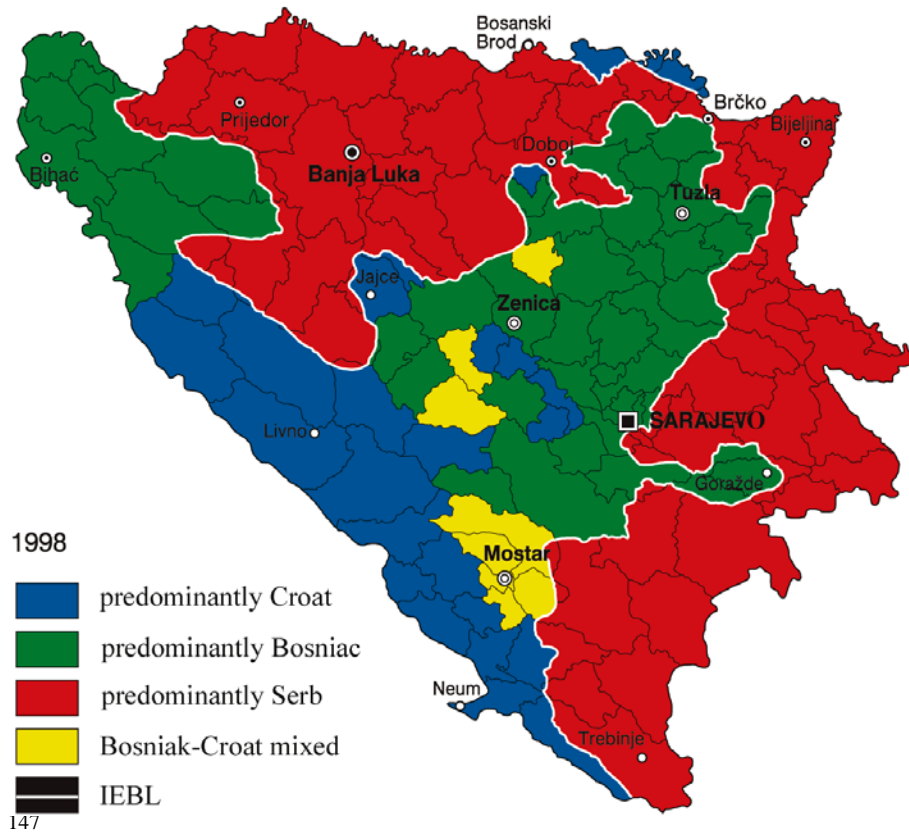 Bosanski
Brod
Brčko
Prijedor
Bijeljina
Doboj
Banja Luka
Bihać
Tuzla
Jajce
Zenica
SARAJEVO
Livno
Goražde
1998
Mostar
predominantly Croat
predominantly Bosniac
predominantly Serb
Neum
Trebinje
Bosniak-Croat mixed
IEBL
147